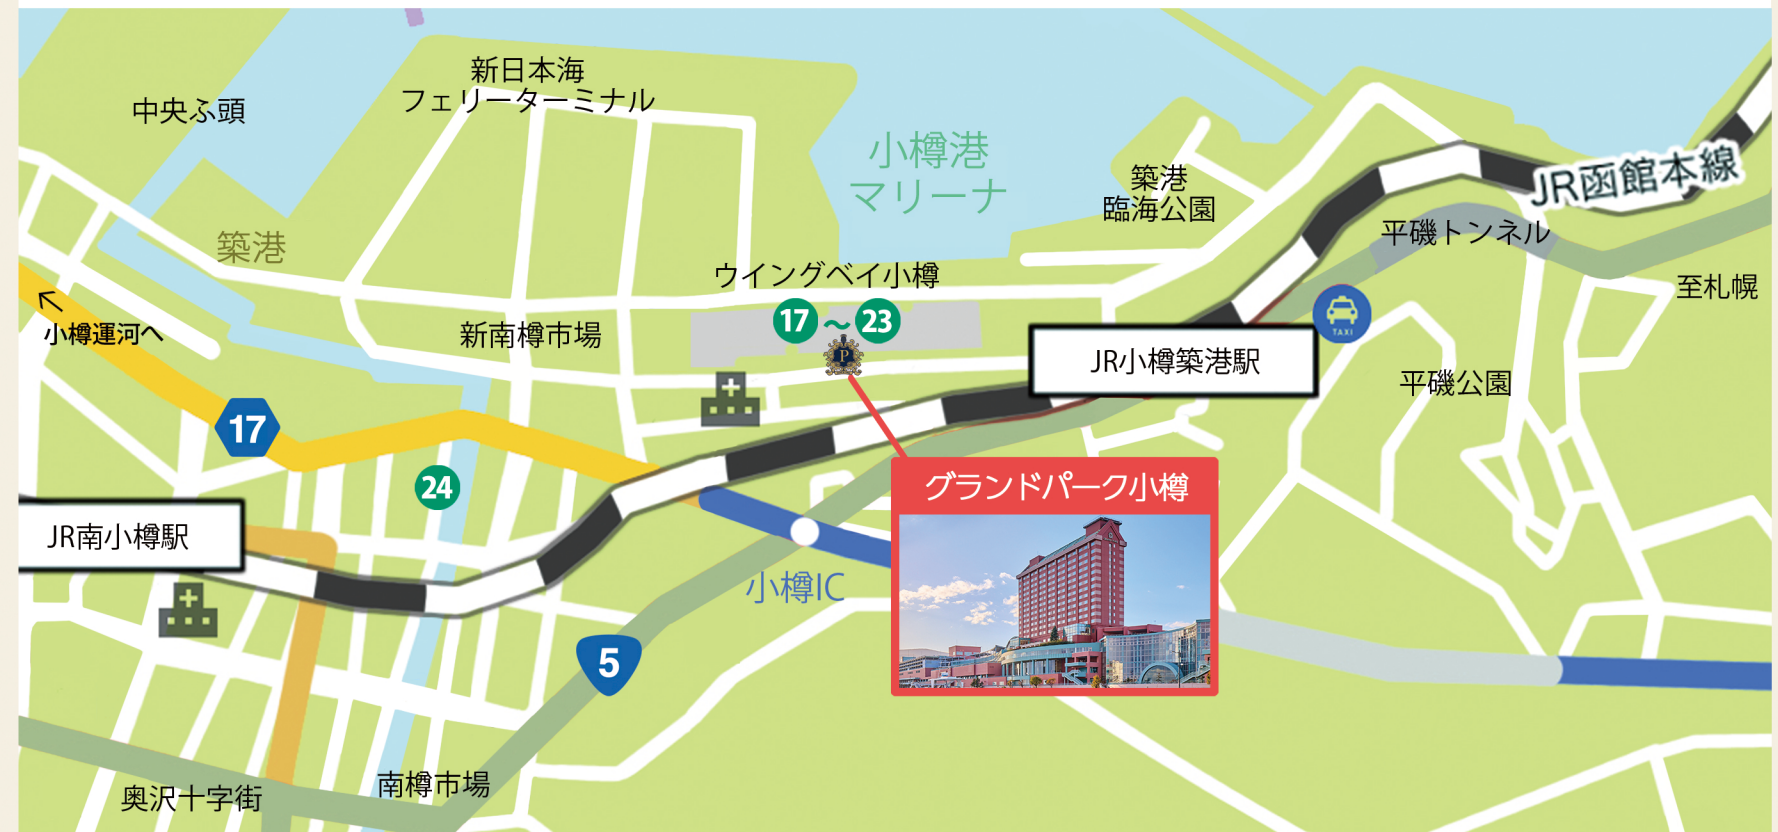 新日本海
フェリーターミナル
中央ふ頭
小樽港
マリーナ
築港
臨海公園
JR函館本線
平磯トンネル
築港
ウイングベイ小樽
至札幌
17～23
TAXI
小樽運河へ
新南樽市場
P
JR小樽築港駅
平磯公園
17
24
グランドパーク小樽
JR南小樽駅
小樽IC
5
南樽市場
奥沢十字街